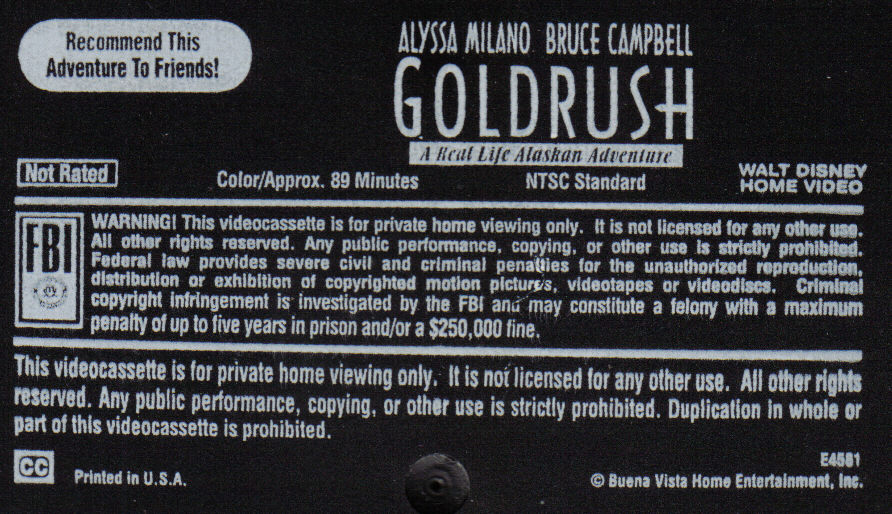 Recommend This
Adventure To Friends!
ALYSSA MILANO BRUCE CAMPBELL
GOLDRUSH
A Real Life Alaskan Adventure
Not Rated
Color/Approx. 89 Minutes
NTSC Standard
WALT DISNEY
HOME VIDEO
FBI
WARNING! This videocassette is for private home viewing only. It is not licensed for any other use.
All other rights reserved. Any public performance, copying, or other use is strictly prohibited.
Federal law provides severe civil and criminal penalties for the unauthorized reproduction,
distribution or exhibition of copyrighted motion pictures, videotapes or videodiscs. Criminal
copyright infringement is investigated by the FBI and may constitute a felony with a maximum
penalty of up to five years in prison and/or a $250,000 fine.
This videocassette is for private home viewing only. It is not licensed for any other use. All other rights
reserved. Any public performance, copying, or other use is strictly prohibited. Duplication in whole or
part of this videocassette is prohibited.
CC
Printed in U.S.A.
E4581
© Buena Vista Home Entertainment, Inc.